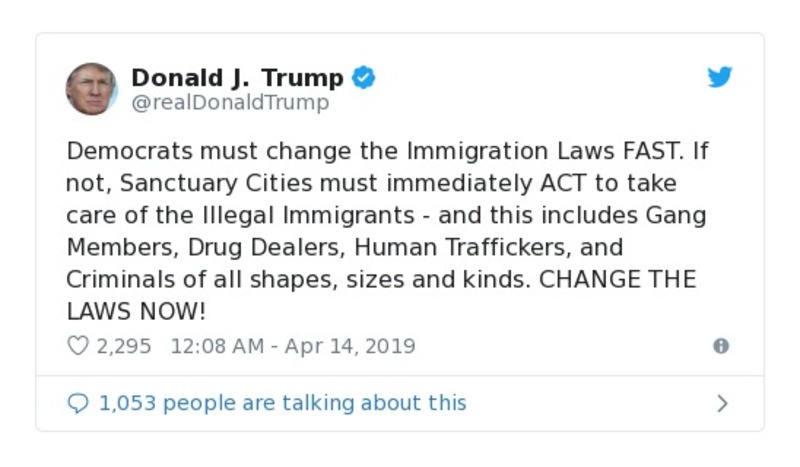 Donald J. Trump
@realDonaldTrump
Democrats must change the Immigration Laws FAST. If
not, Sanctuary Cities must immediately ACT to take
care of the Illegal Immigrants - and this includes Gang
Members, Drug Dealers, Human Traffickers, and
Criminals of all shapes, sizes and kinds. CHANGE THE
LAWS NOW!
2,295 12:08 AM - Apr 14, 2019
1,053 people are talking about this